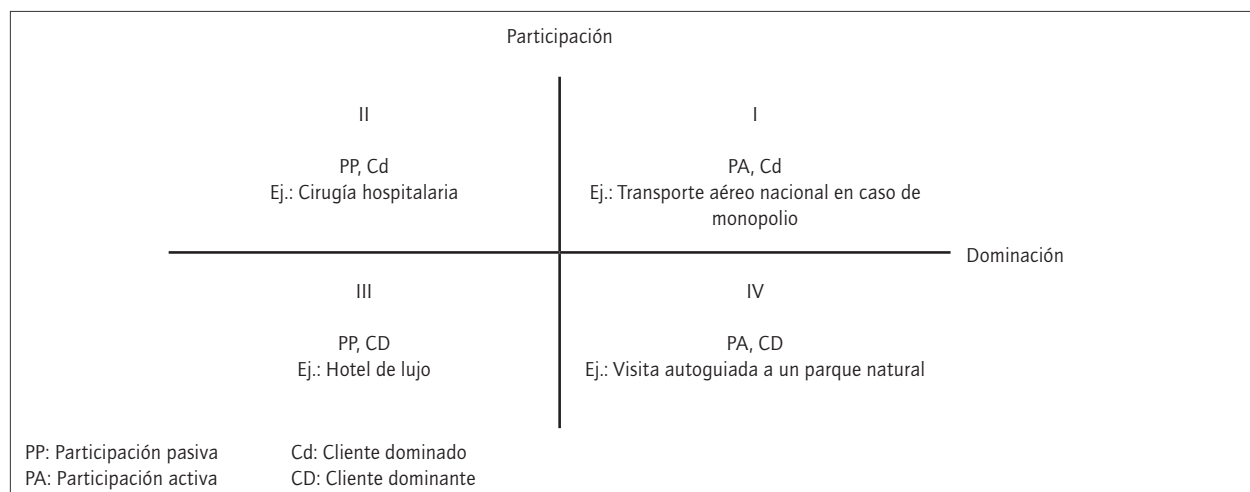 Participación
II
I
PP, Cd
Ej.: Cirugía hospitalaria
PA, Cd
Ej.: Transporte aéreo nacional en caso de
monopolio
Dominación
III
IV
PP, CD
Ej.: Hotel de lujo
PA, CD
Ej.: Visita autoguiada a un parque natural
PP: Participación pasiva
Cd: Cliente dominado
PA: Participación activa
CD: Cliente dominante